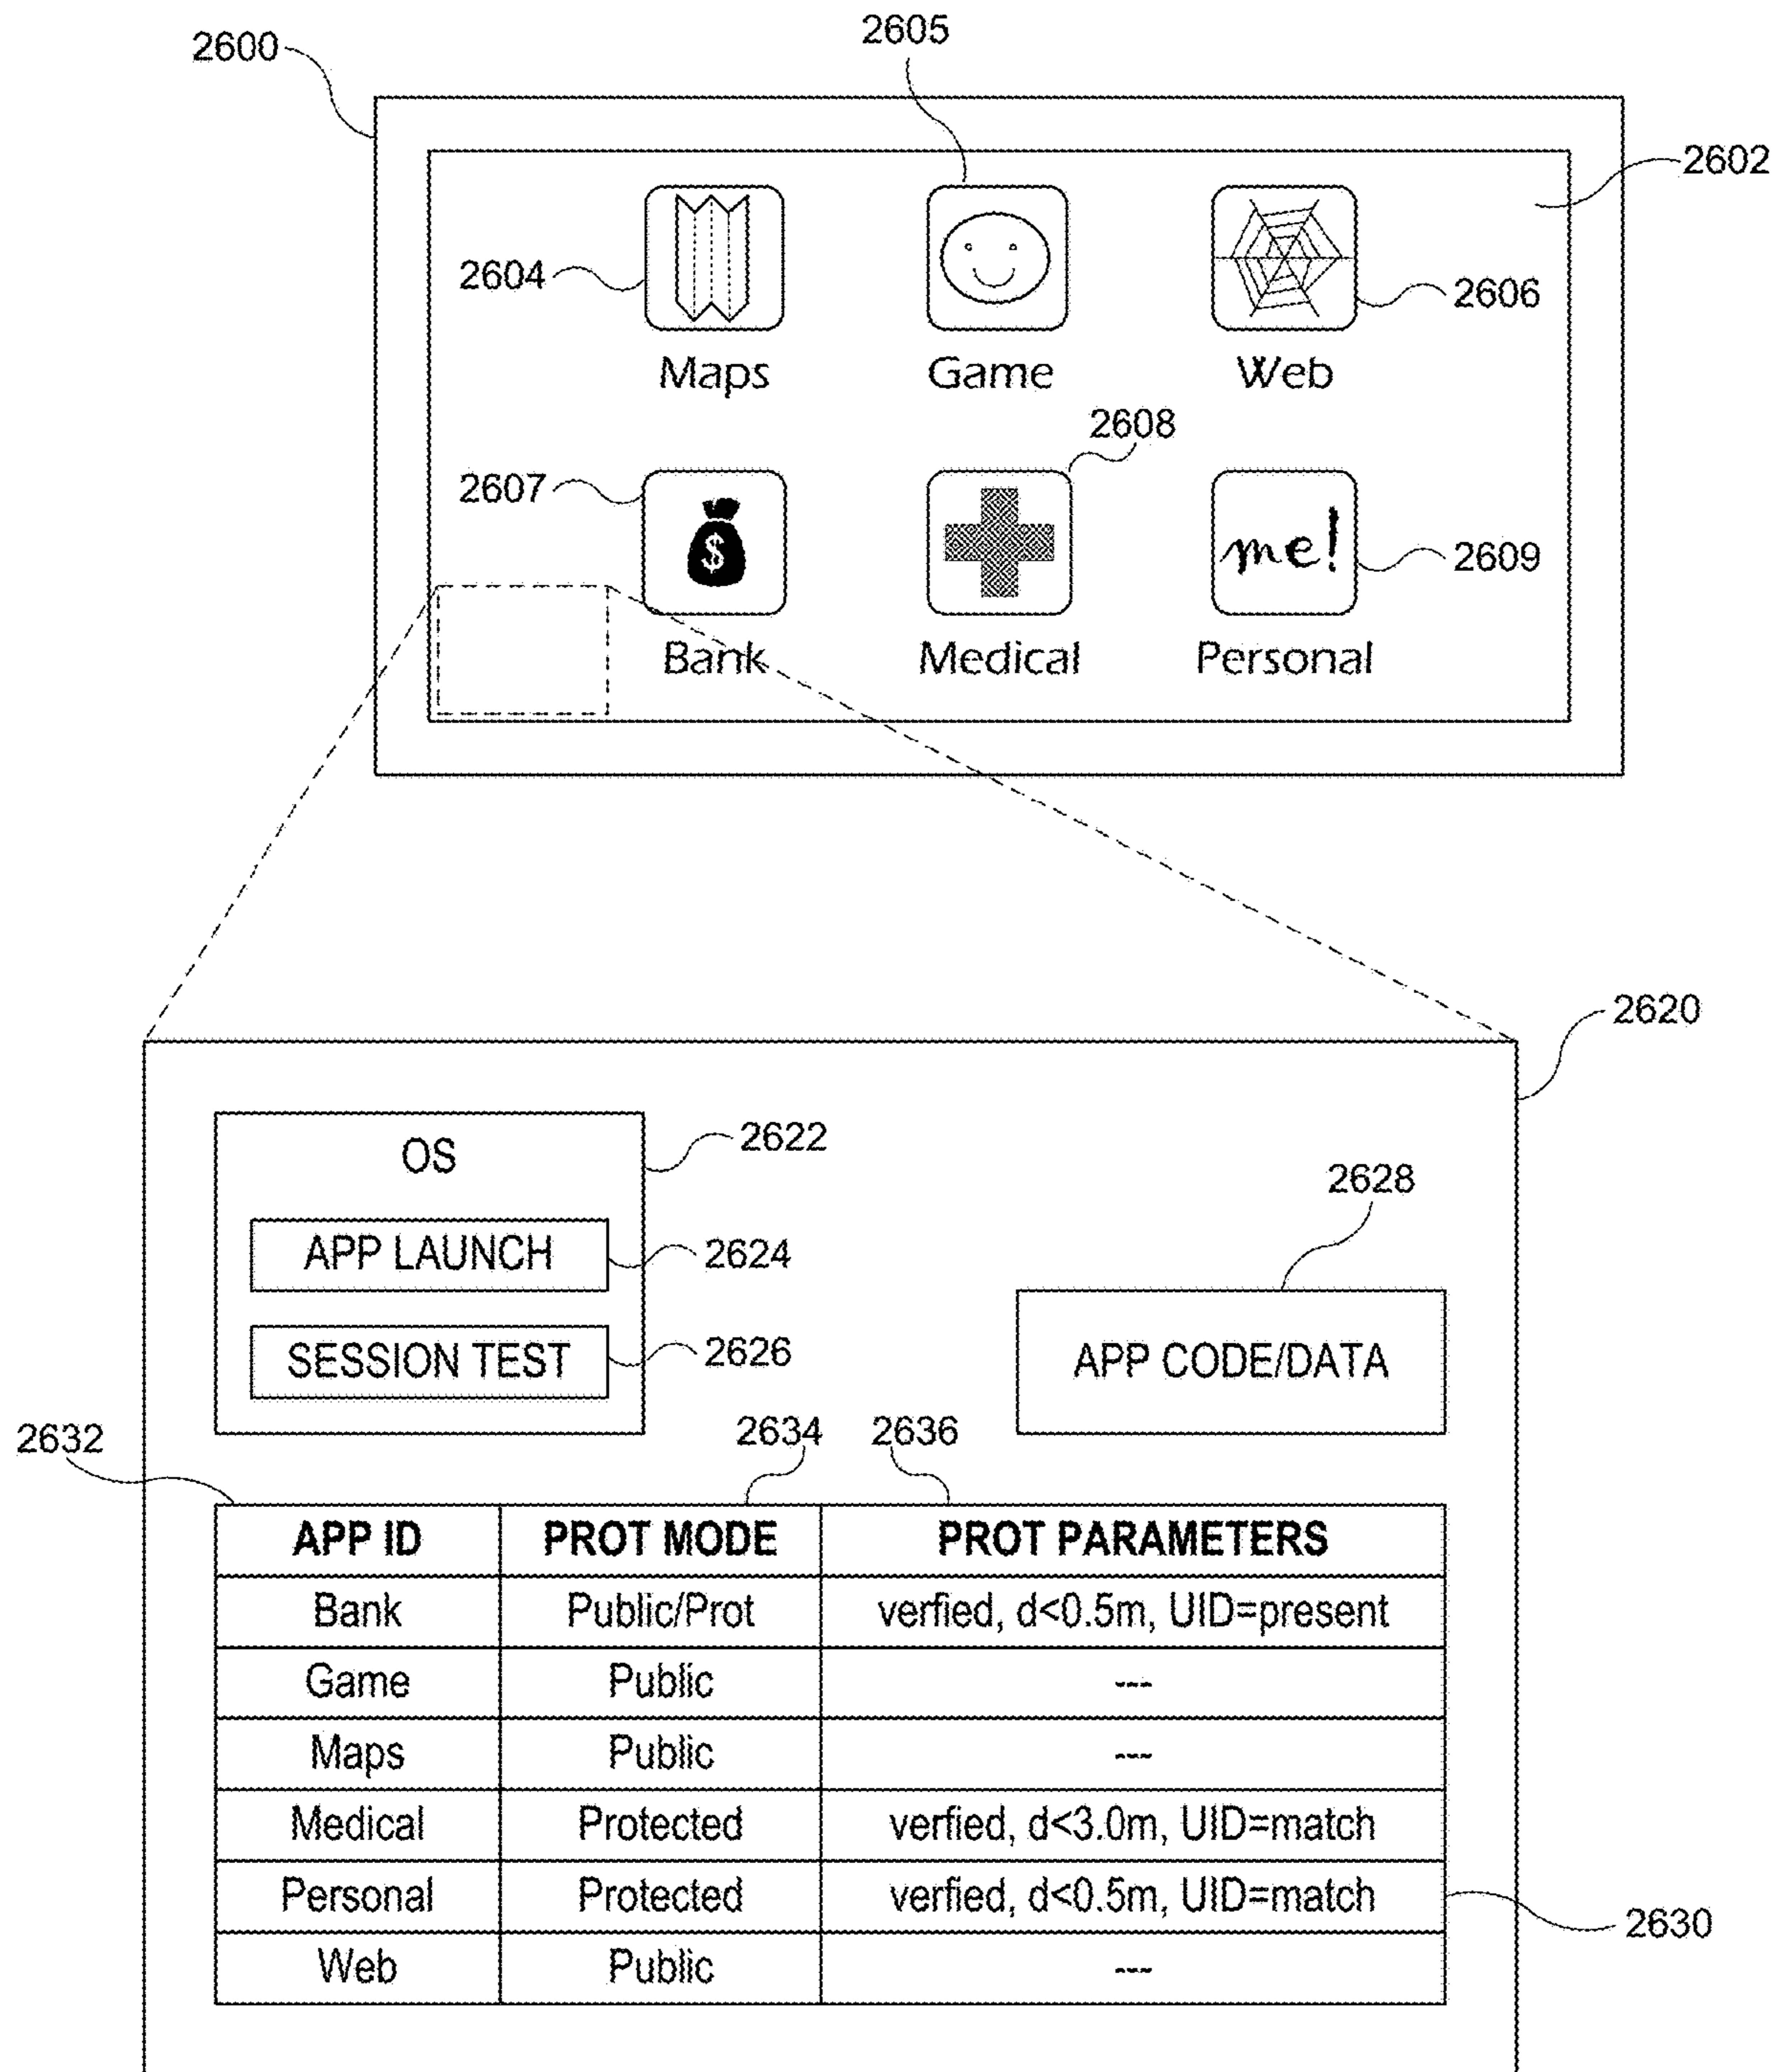 2600
2605
2602
2604
2606
Maps
Game
Web
2608
2607
$
me!
2609
Bank
Medical
Personal
2620
OS
2622
2628
APP LAUNCH
2624
SESSION TEST
2626
APP CODE/DATA
2632
2634
2636
APP ID PROT MODE PROT PARAMETERS
Bank Public/Prot verfied, d<0.5m, UID=present
Game Public ---
Maps Public ---
Medical Protected verfied, d<3.0m, UID=match
Personal Protected verfied, d<0.5m, UID=match
2630
Web Public ---